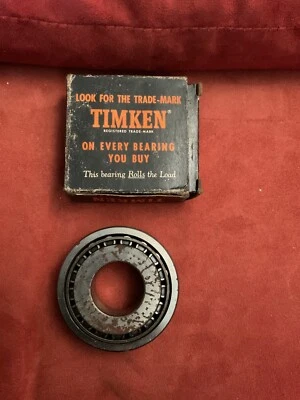 LOOK FOR THE TRADE-MARK
TIMKEN®
REGISTERED TRADE-MARK
ON EVERY BEARING
YOU BUY
This bearing Rolls the Load